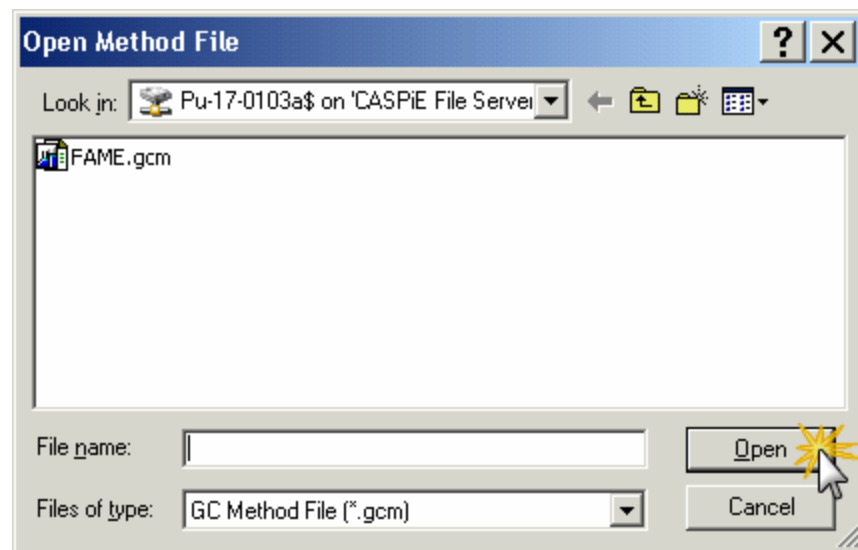 Open Method File
Look in: Pu-17-0103a$ on 'CASPiE File Server
FAME.gcm
File name: Open
Files of type: GC Method File (*.gcm) Cancel